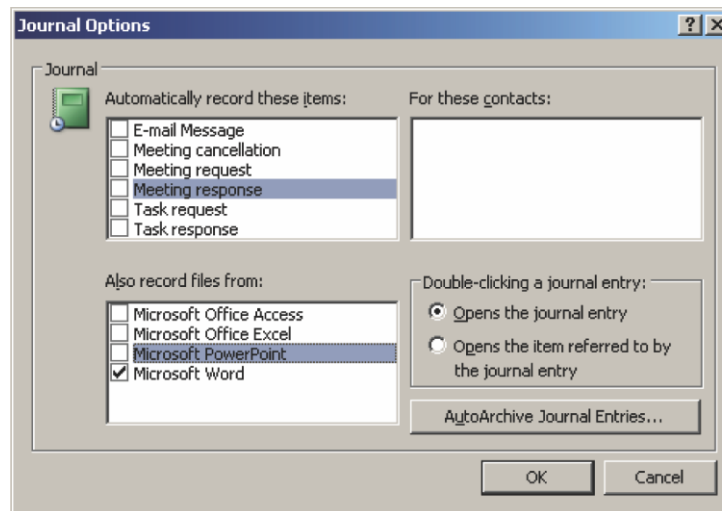 Journal Options
Journal
Automatically record these items:
E-mail Message
Meeting cancellation
Meeting request
Meeting response
Task request
Task response
For these contacts:
Also record files from:
Microsoft Office Access
Microsoft Office Excel
Microsoft PowerPoint
Microsoft Word
Double-clicking a journal entry:
Opens the journal entry
Opens the item referred to by
the journal entry
AutoArchive Journal Entries...
OK
Cancel